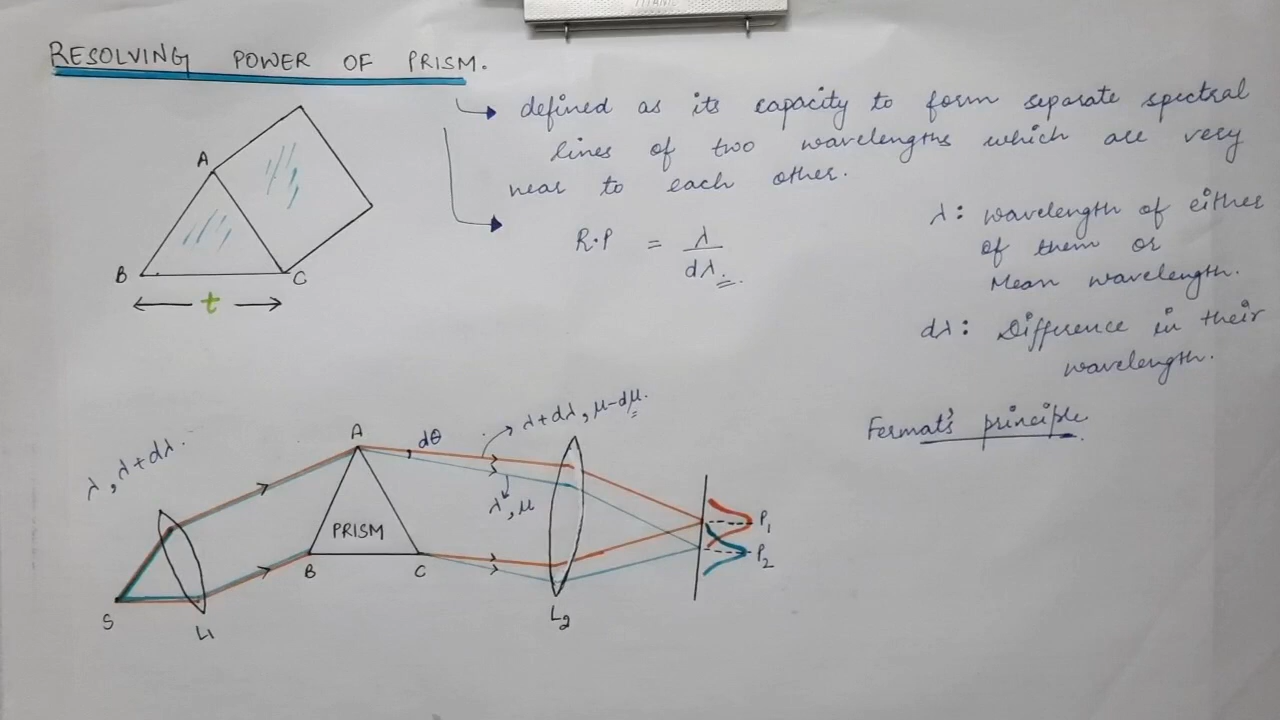 RESOLVING POWER OF PRISM.
defined as its capacity to form separate spectral
lines of two wavelengths which are very
near to each other.
A
B
C
t
R.P = λ/dλ.
λ: wavelength of either
of them or
Mean wavelength.
dλ: Difference in their
wavelength.
Fermat's principle
λ, λ+dλ.
A
dθ
λ+dλ, μ-dμ.
λ, μ
PRISM
B
C
S
L1
L2
P1
P2